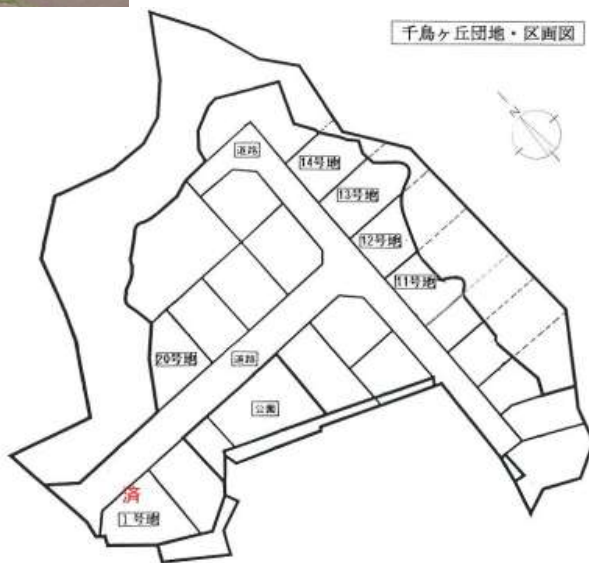 千鳥ヶ丘団地・区画図
N
道路
14号地
13号地
12号地
11号地
20号地
道路
公園
済
1号地